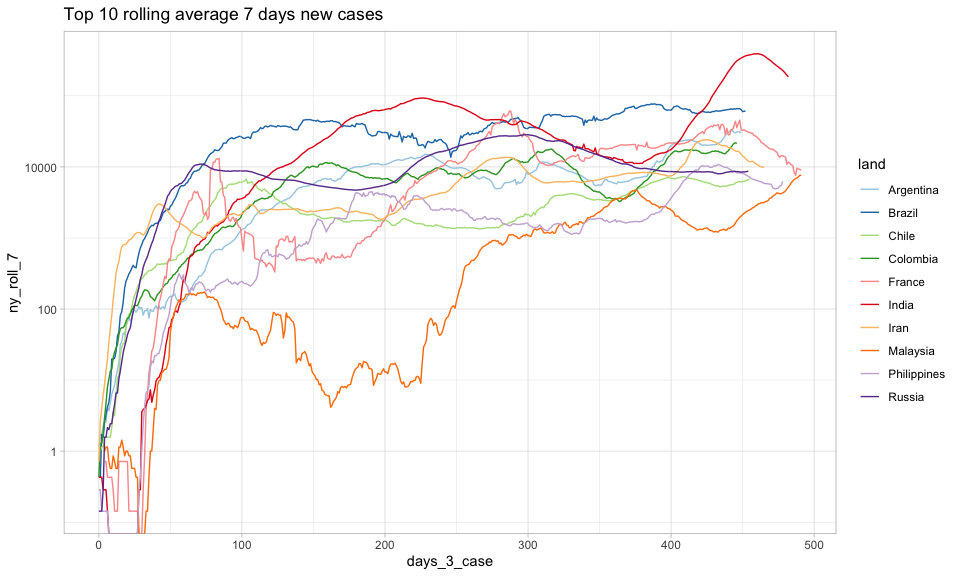 Top 10 rolling average 7 days new cases
ny_roll_7
10000
100
1
0 100 200 300 400 500
days_3_case
land
Argentina
Brazil
Chile
Colombia
France
India
Iran
Malaysia
Philippines
Russia